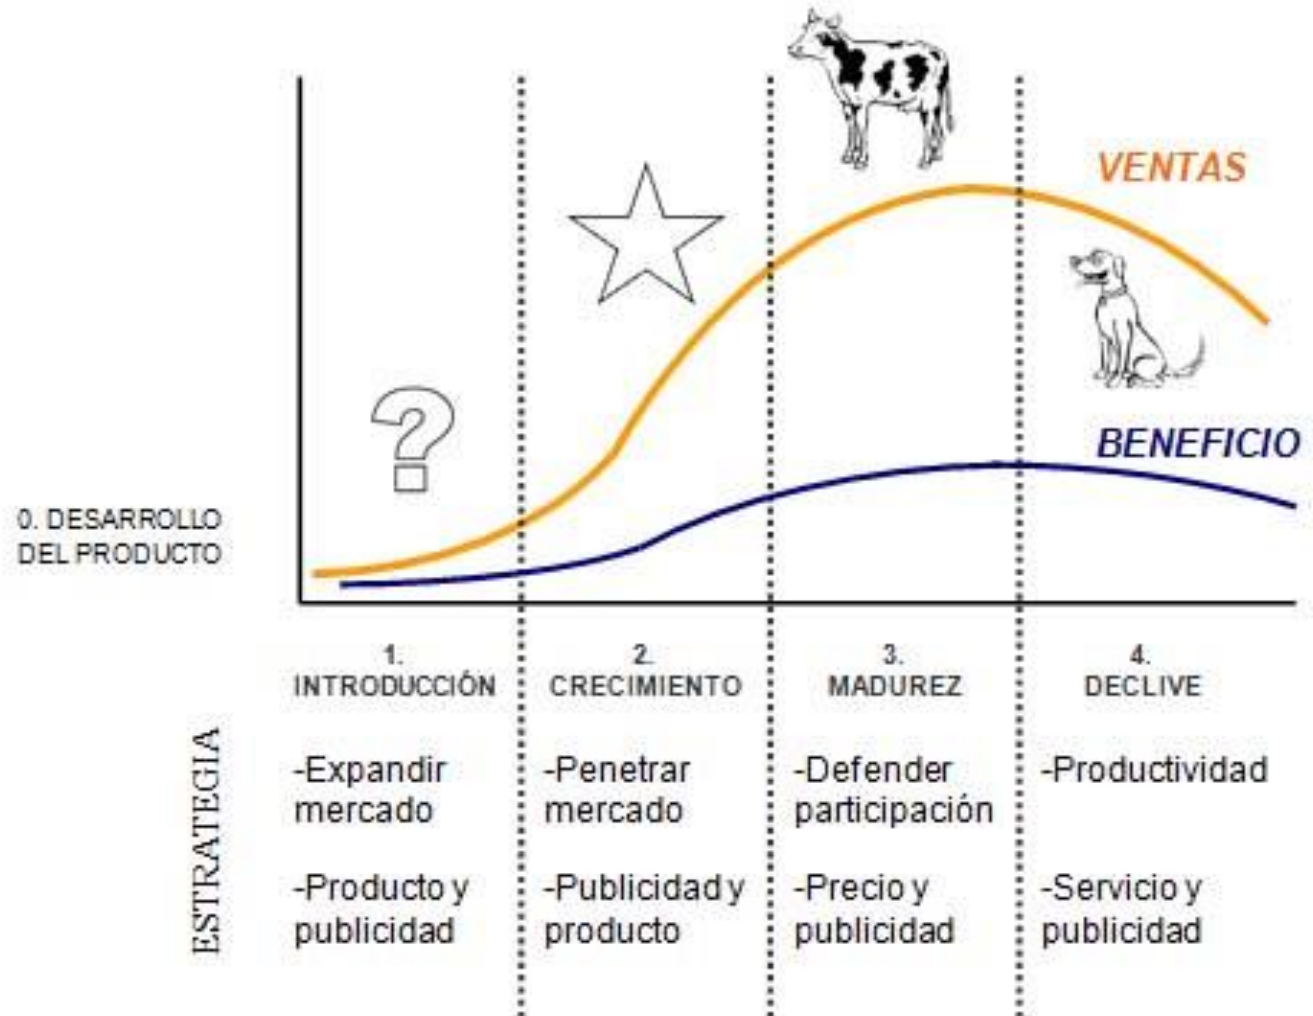 VENTAS
?
BENEFICIO
0. DESARROLLO
DEL PRODUCTO
1.
INTRODUCCIÓN
2.
CRECIMIENTO
3.
MADUREZ
4.
DECLIVE
ESTRATEGIA
-Expandir
mercado
-Producto y
publicidad
-Penetrar
mercado
-Publicidad y
producto
-Defender
participación
-Precio y
publicidad
-Productividad
-Servicio y
publicidad